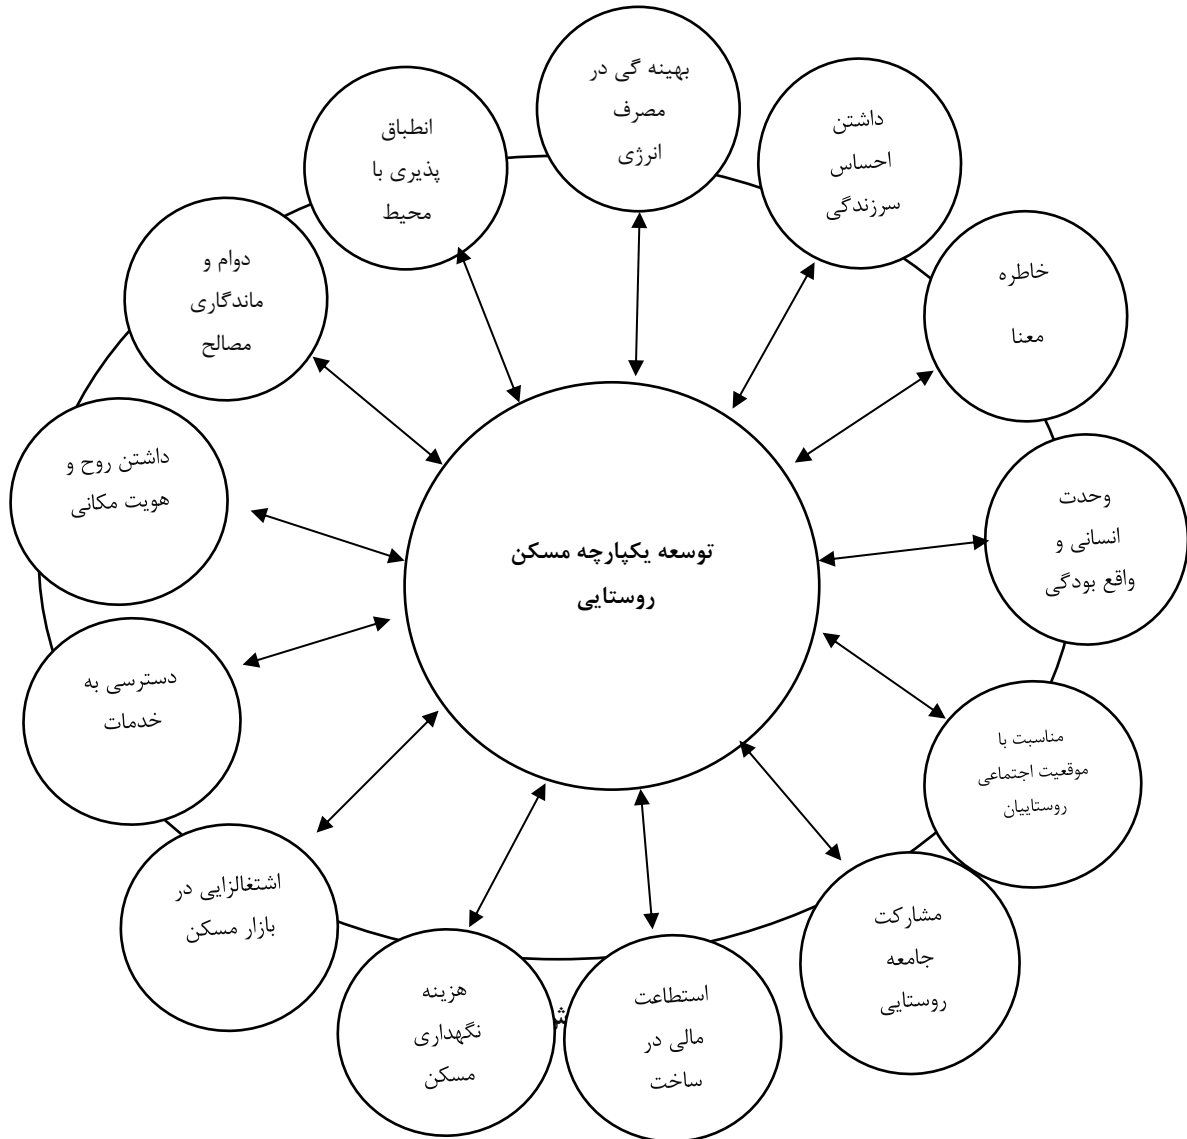 بهینه گی در
مصرف
انرژی
داشتن
احساس
سرزندگی
خاطره
معنا
وحدت
انسانی و
واقع بودگی
مناسبت با
موقعیت اجتماعی
روستاییان
مشارکت
جامعه
روستایی
استطاعت
مالی در
ساخت
هزینه
نگهداری
مسکن
اشتغالزایی در
بازار مسکن
دسترسی به
خدمات
داشتن روح و
هویت مکانی
دوام و
ماندگاری
مصالح
انطباق
پذیری با
محیط
توسعه یکپارچه مسکن
روستایی